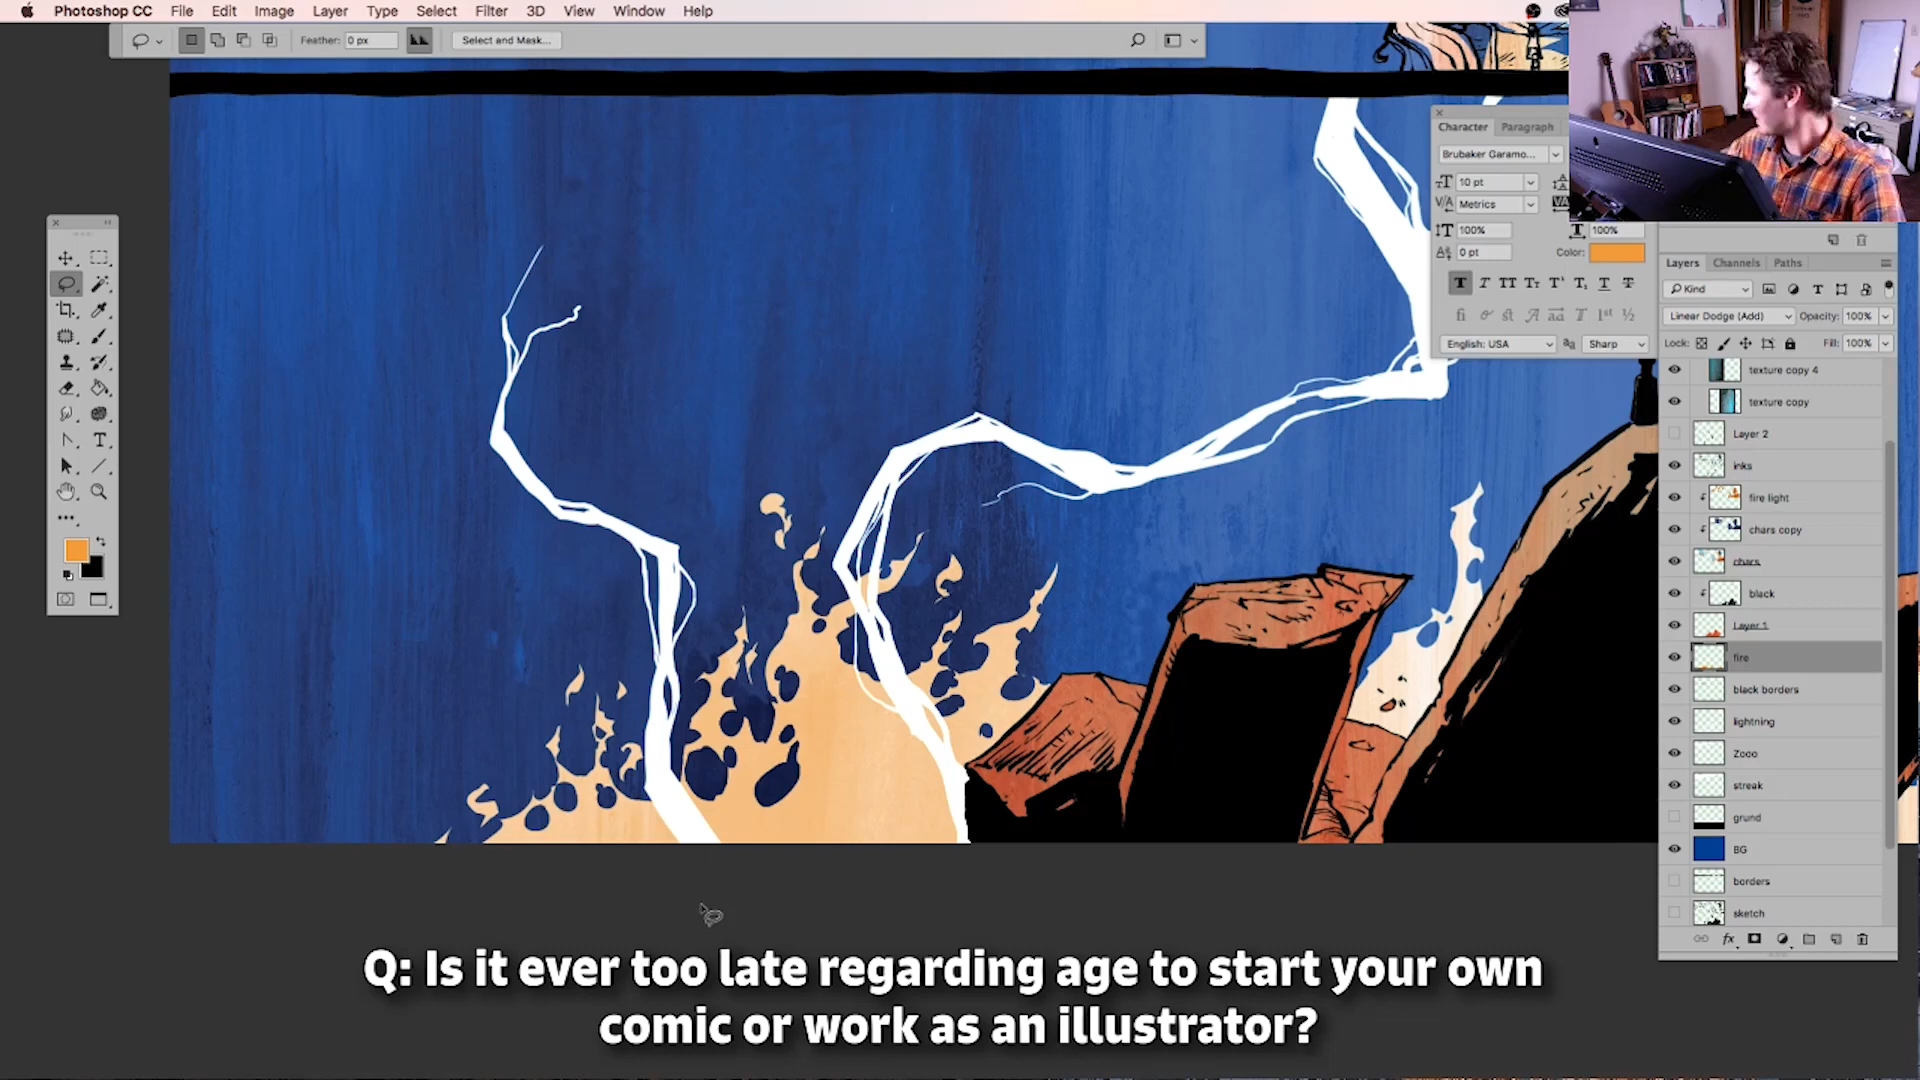 Photoshop CC File Edit Image Layer Type Select Filter 3D View Window Help
Feather: 0 px Select and Mask...
Character Paragraph
Brubaker Garamo...
10 pt
Metrics
100% 100%
0 pt Color:
English: USA Sharp
Layers Channels Paths
Kind
Linear Dodge (Add) Opacity: 100%
Lock: Fill: 100%
texture copy 4
texture copy
Layer 2
inks
fire light
chars copy
chars
black
Layer 1
fire
black borders
lightning
Zooo
streak
grund
BG
borders
sketch
Q: Is it ever too late regarding age to start your own
comic or work as an illustrator?